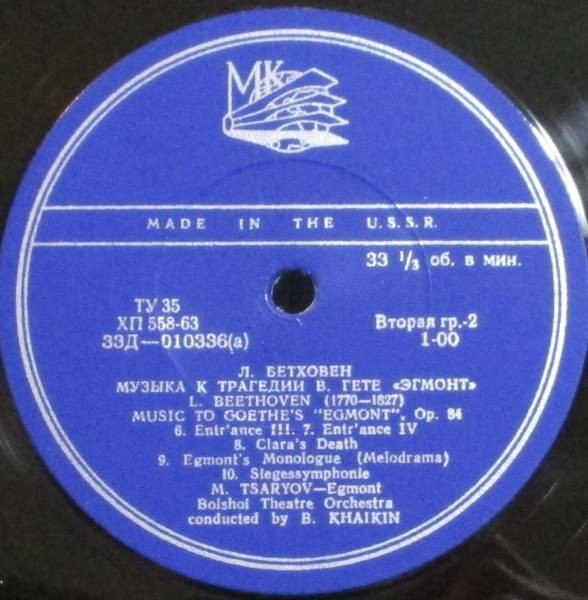 МК
MADE IN THE U.S.S.R.
33 1/3 об. в мин.
ТУ 35
ХП 558-63
33Д—010336(а)
Вторая гр.-2
1-00
Л. БЕТХОВЕН
МУЗЫКА К ТРАГЕДИИ В. ГЕТЕ «ЭГМОНТ»
L. BEETHOVEN (1770—1827)
MUSIC TO GOETHE'S "EGMONT", Op. 84
6. Entr'ance III. 7. Entr'ance IV
8. Clara's Death
9. Egmont's Monologue (Melodrama)
10. Siegessymphonie
M. TSARYOV—Egmont
Bolshoi Theatre Orchestra
conducted by B. KHAIKIN